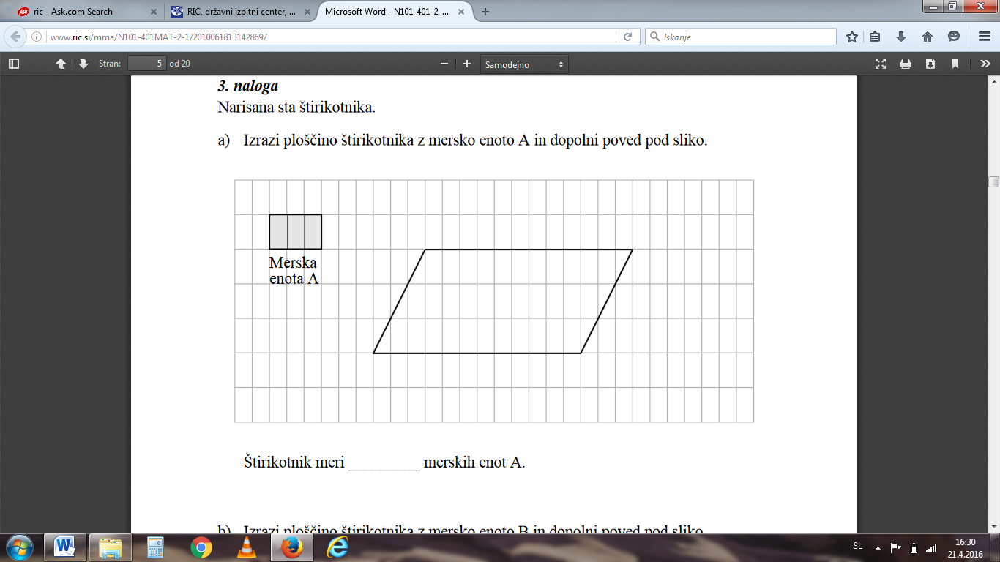 ric - Ask.com Search
RIC, državni izpitni center, ...
Microsoft Word - N101-401-2-...
www.ric.si/mma/N101-401MAT-2-1/2010061813142869/
Iskanje
Stran: 5 od 20
Samodejno
3. naloga
Narisana sta štirikotnika.
a) Izrazi ploščino štirikotnika z mersko enoto A in dopolni poved pod sliko.
Merska
enota A
Štirikotnik meri _________ merskih enot A.
b) Izrazi ploščino štirikotnika z mersko enoto B in dopolni poved pod sliko.
SL
16:30
21.4.2016